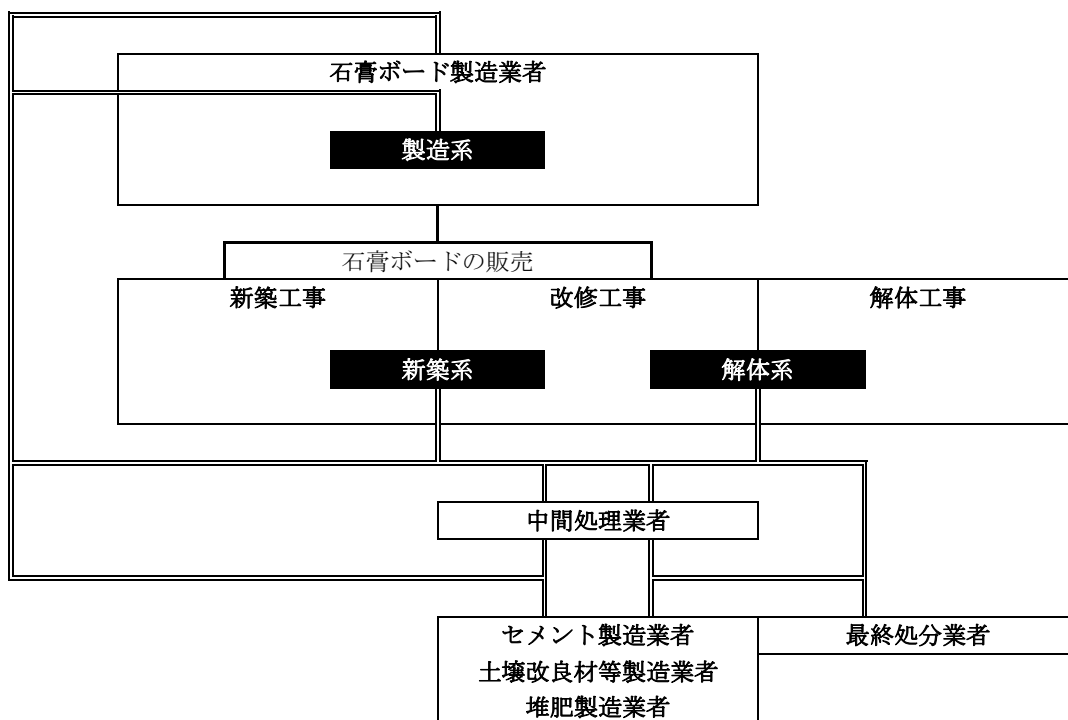 石膏ボード製造業者
製造系
石膏ボードの販売
新築工事
改修工事
解体工事
新築系
解体系
中間処理業者
セメント製造業者
最終処分業者
土壌改良材等製造業者
堆肥製造業者